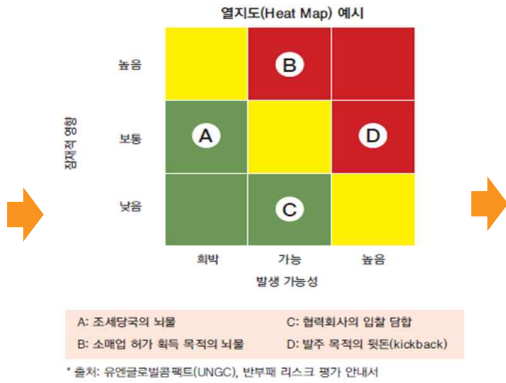 열지도(Heat Map) 예시
높음
B
A
보통
D
잠재적 영향
낮음
C
희박
가능
높음
발생 가능성
A: 조세당국의 뇌물
C: 협력회사의 입찰 담합
B: 소매업 허가 획득 목적의 뇌물
D: 발주 목적의 뒷돈(kickback)
* 출처: 유엔글로벌콤팩트(UNGC), 반부패 리스크 평가 안내서